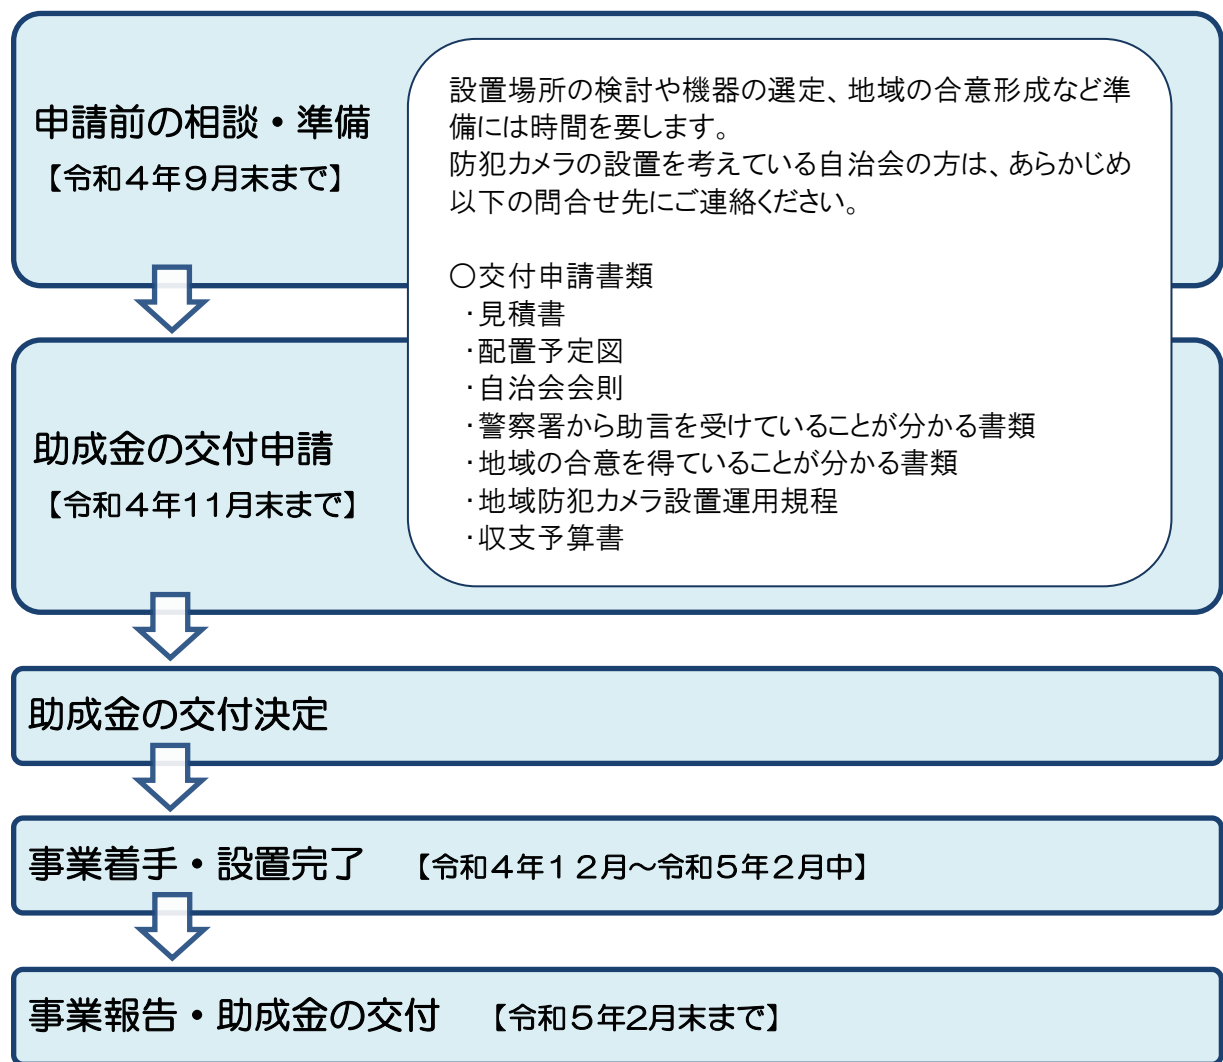 申請前の相談・準備
【令和４年９月末まで】
設置場所の検討や機器の選定、地域の合意形成など準
備には時間を要します。
防犯カメラの設置を考えている自治会の方は、あらかじめ
以下の問合せ先にご連絡ください。
〇交付申請書類
・見積書
・配置予定図
・自治会会則
・警察署から助言を受けていることが分かる書類
・地域の合意を得ていることが分かる書類
・地域防犯カメラ設置運用規程
・収支予算書
助成金の交付申請
【令和４年11月末まで】
助成金の交付決定
事業着手・設置完了 【令和４年１２月～令和５年２月中】
事業報告・助成金の交付 【令和５年２月末まで】